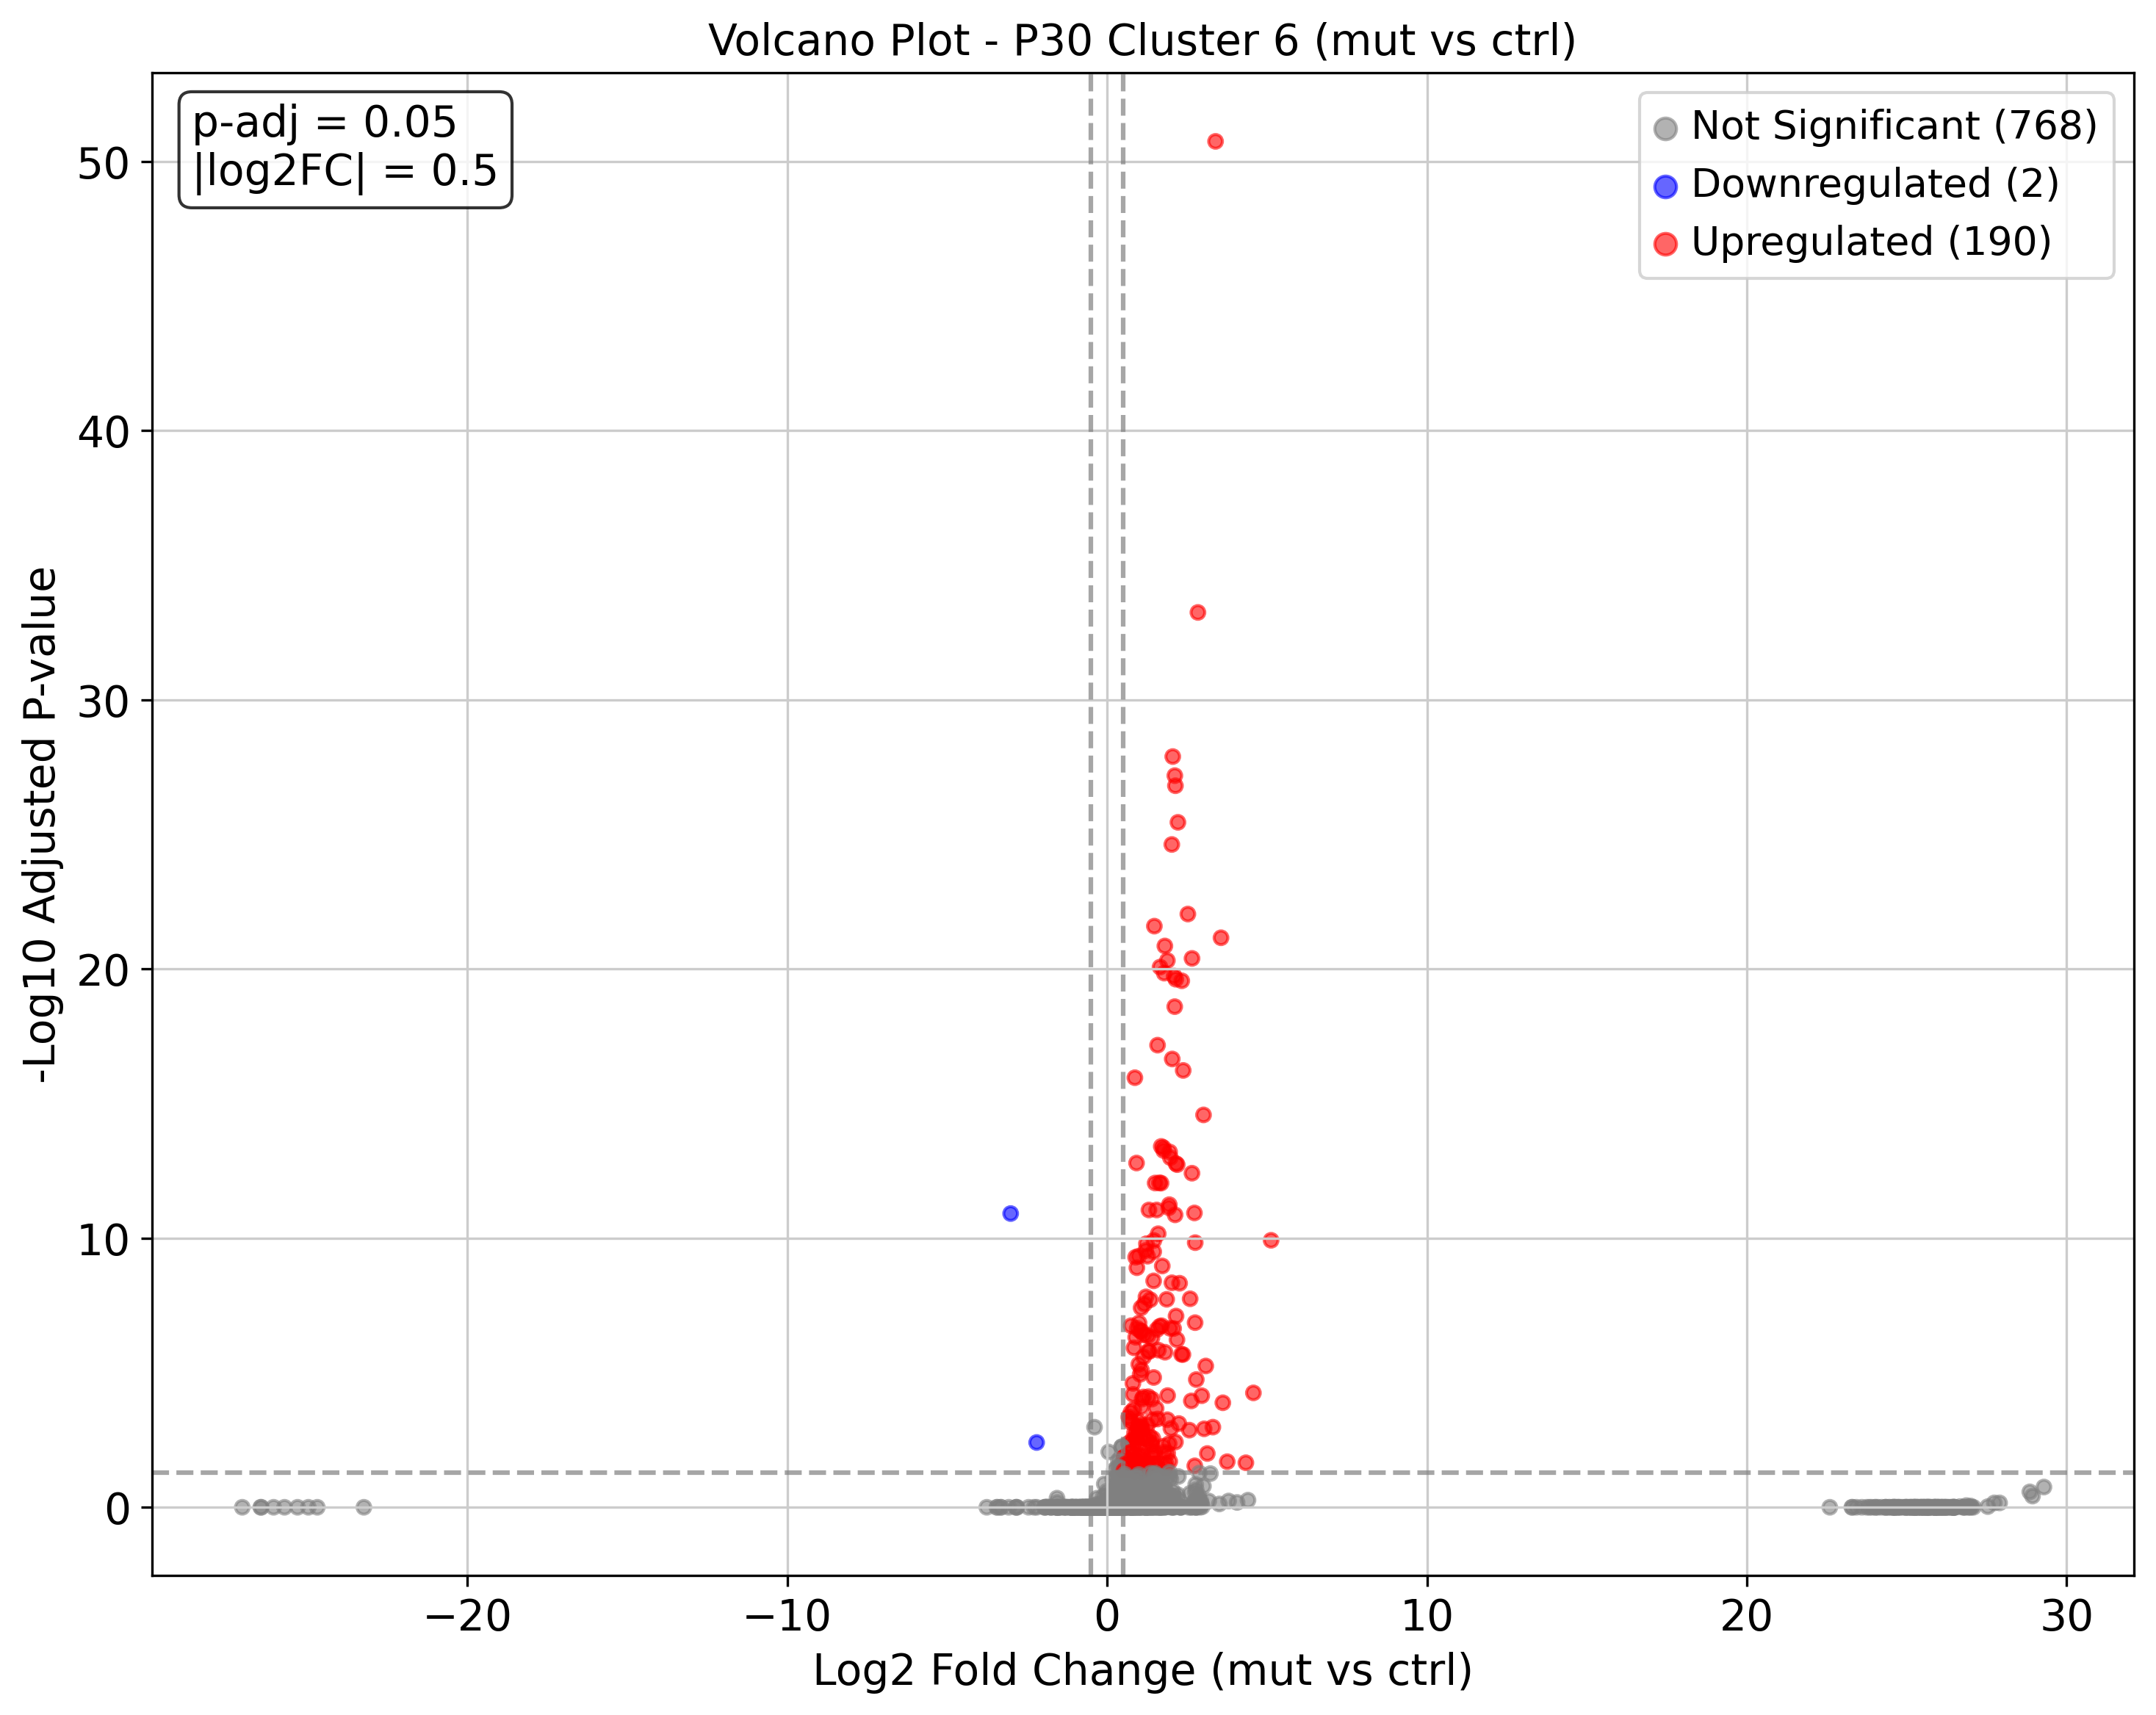 Volcano Plot - P30 Cluster 6 (mut vs ctrl)
p-adj = 0.05
|log2FC| = 0.5
Not Significant (768)
Downregulated (2)
Upregulated (190)
-Log10 Adjusted P-value
50
40
30
20
10
0
−20
−10
0
10
20
30
Log2 Fold Change (mut vs ctrl)